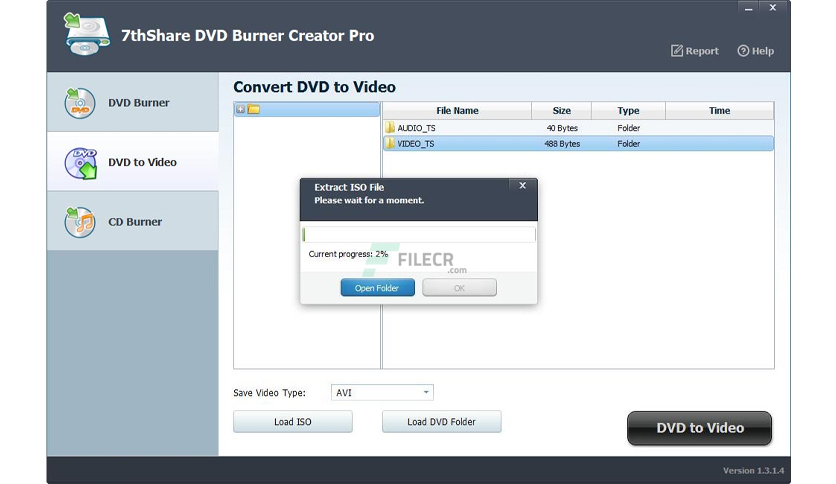 7thShare DVD Burner Creator Pro
Report
Help
DVD Burner
DVD to Video
CD Burner
Convert DVD to Video
File Name Size Type Time
AUDIO_TS 40 Bytes Folder
VIDEO_TS 488 Bytes Folder
Extract ISO File X
Please wait for a moment.
Current progress: 2%
FILECR
.com
Open Folder OK
Save Video Type: AVI
Load ISO Load DVD Folder
DVD to Video
Version 1.3.1.4